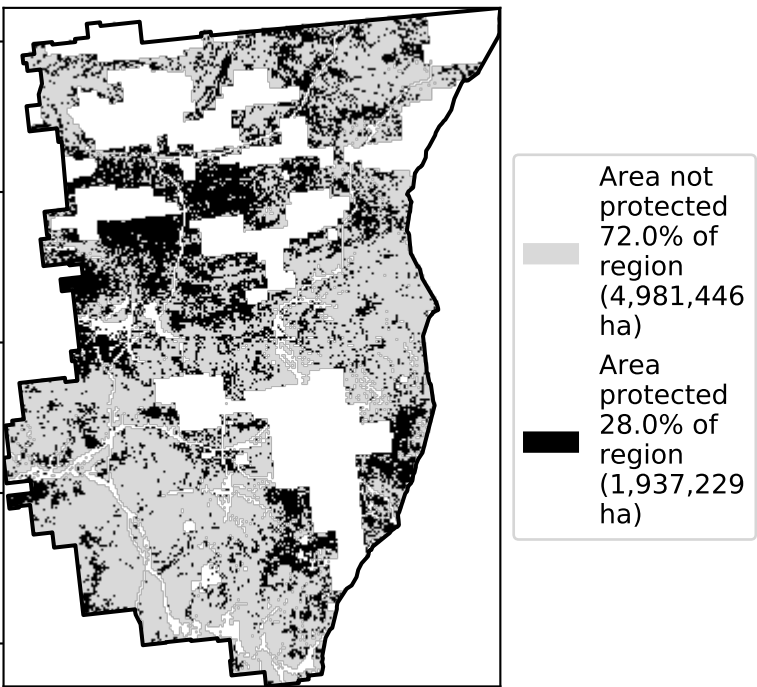 Area not
protected
72.0% of
region
(4,981,446
ha)
Area
protected
28.0% of
region
(1,937,229
ha)